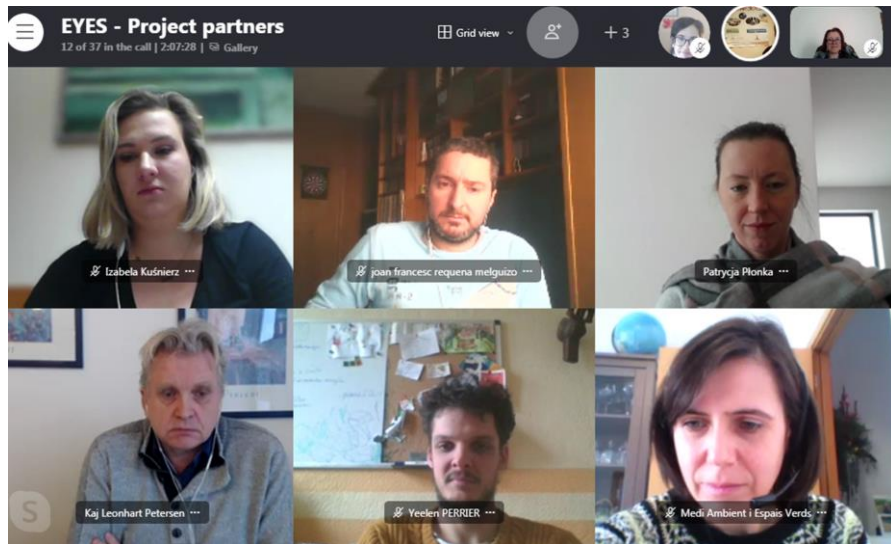 EYES - Project partners
12 of 37 in the call | 2:07:28 | Gallery
Grid view
+ 3
Izabela Kuśnierz
joan francesc requena melguizo
Patrycja Płonka
Kaj Leonhart Petersen
Yeelen PERRIER
Medi Ambient i Espais Verds
S